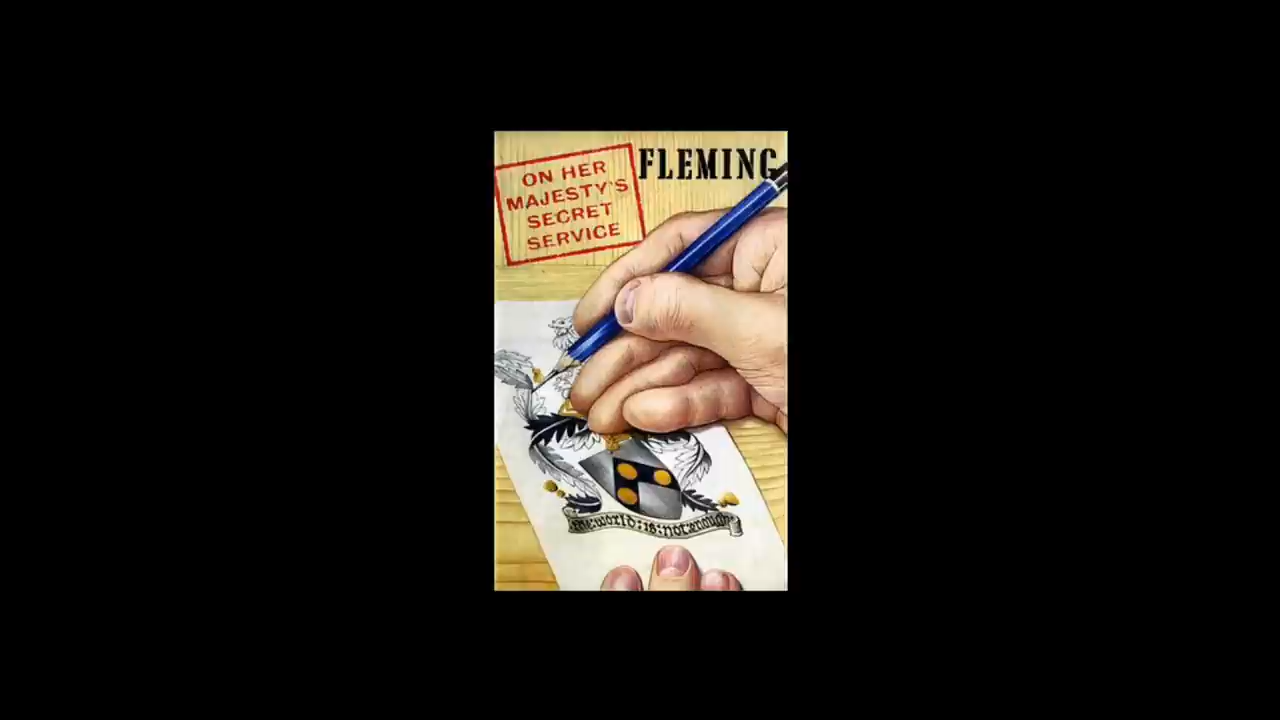 ON HER
MAJESTY'S
SECRET
SERVICE
FLEMING
the:world:is:not:enough